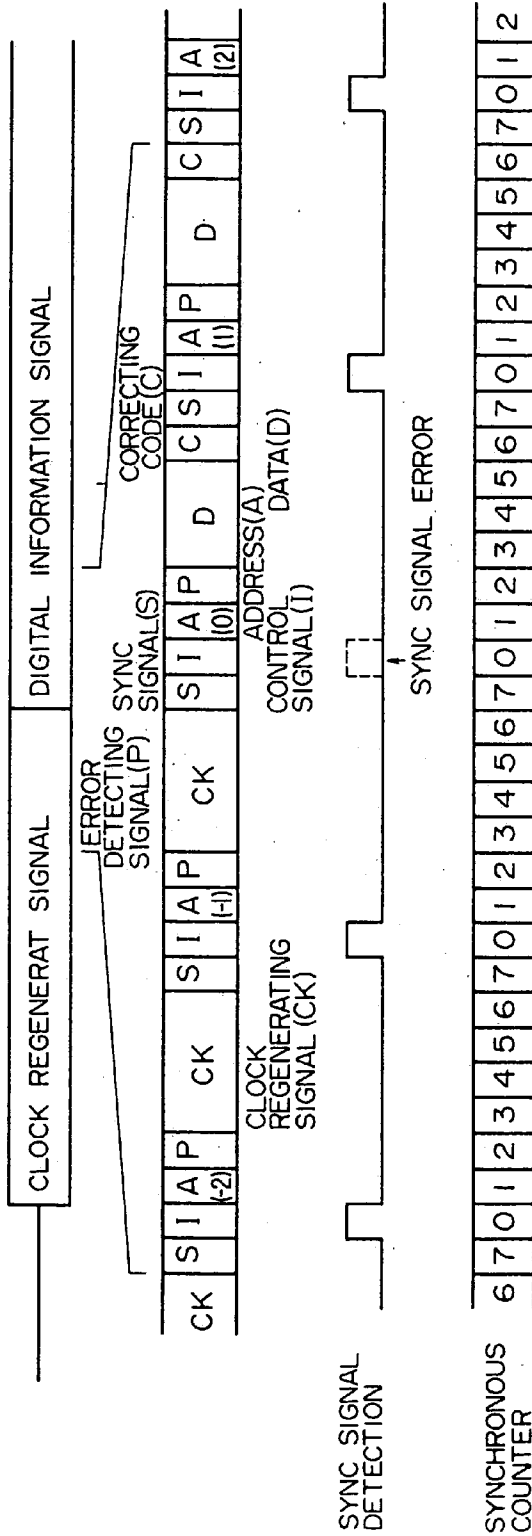 CLOCK REGENERAT SIGNAL DIGITAL INFORMATION SIGNAL
ERROR
DETECTING
SIGNAL(P)
SYNC
SIGNAL(S)
CORRECTING
CODE(C)
CK S I A P CK S I A P CK S I A P D C S I A P D C S I A
(-2) (-1) (0) (1) (2)
CLOCK
REGENERATING
SIGNAL (CK)
ADDRESS(A)
CONTROL DATA(D)
SIGNAL(I)
SYNC SIGNAL
DETECTION
SYNC SIGNAL ERROR
SYNCHRONOUS
COUNTER
6 7 0 1 2 3 4 5 6 7 0 1 2 3 4 5 6 7 0 1 2 3 4 5 6 7 0 1 2 3 4 5 6 7 0 1 2